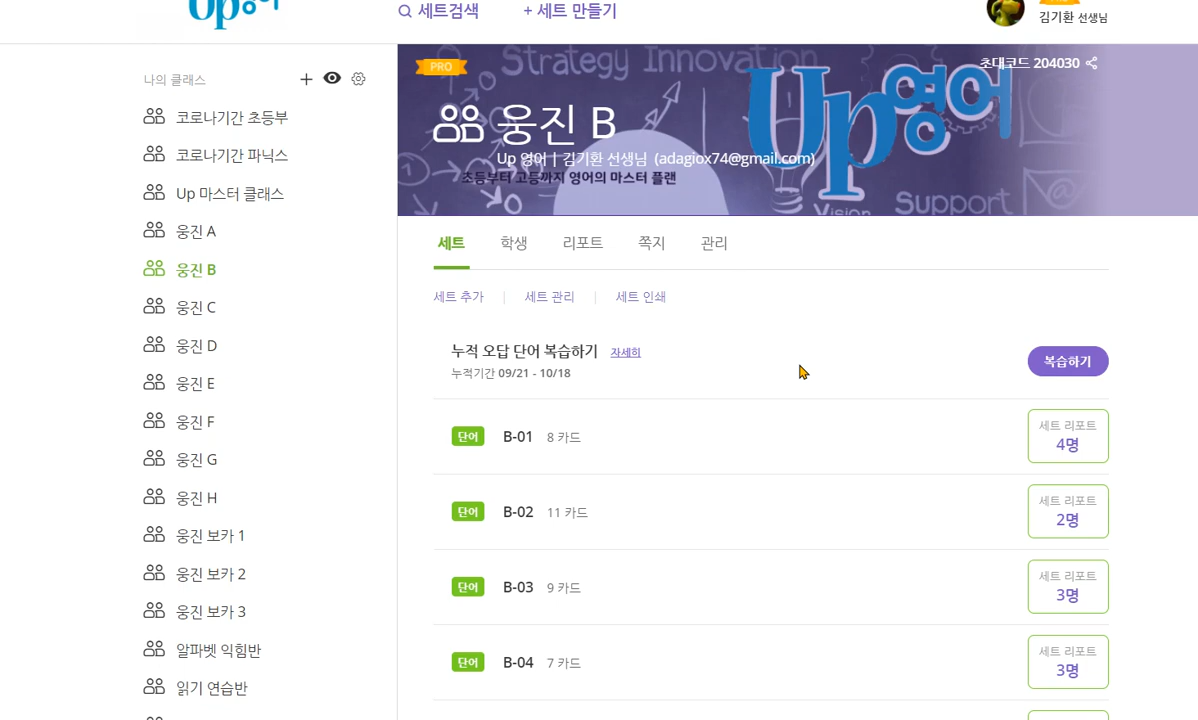 Up영어
세트검색
+ 세트 만들기
김기환 선생님
나의 클래스
코로나기간 초등부
코로나기간 파닉스
Up 마스터 클래스
웅진 A
웅진 B
웅진 C
웅진 D
웅진 E
웅진 F
웅진 G
웅진 H
웅진 보카 1
웅진 보카 2
웅진 보카 3
알파벳 익힘반
읽기 연습반
PRO
Strategy Innovation
초대코드 204030
웅진 B
Up영어
Up 영어 | 김기환 선생님 (adagiox74@gmail.com)
초등부터 고등까지 영어의 마스터 플랜
Vision
Support
세트 학생 리포트 쪽지 관리
세트 추가 | 세트 관리 | 세트 인쇄
누적 오답 단어 복습하기 자세히
누적기간 09/21 - 10/18
복습하기
단어 B-01 8 카드
세트 리포트
4명
단어 B-02 11 카드
세트 리포트
2명
단어 B-03 9 카드
세트 리포트
3명
단어 B-04 7 카드
세트 리포트
3명